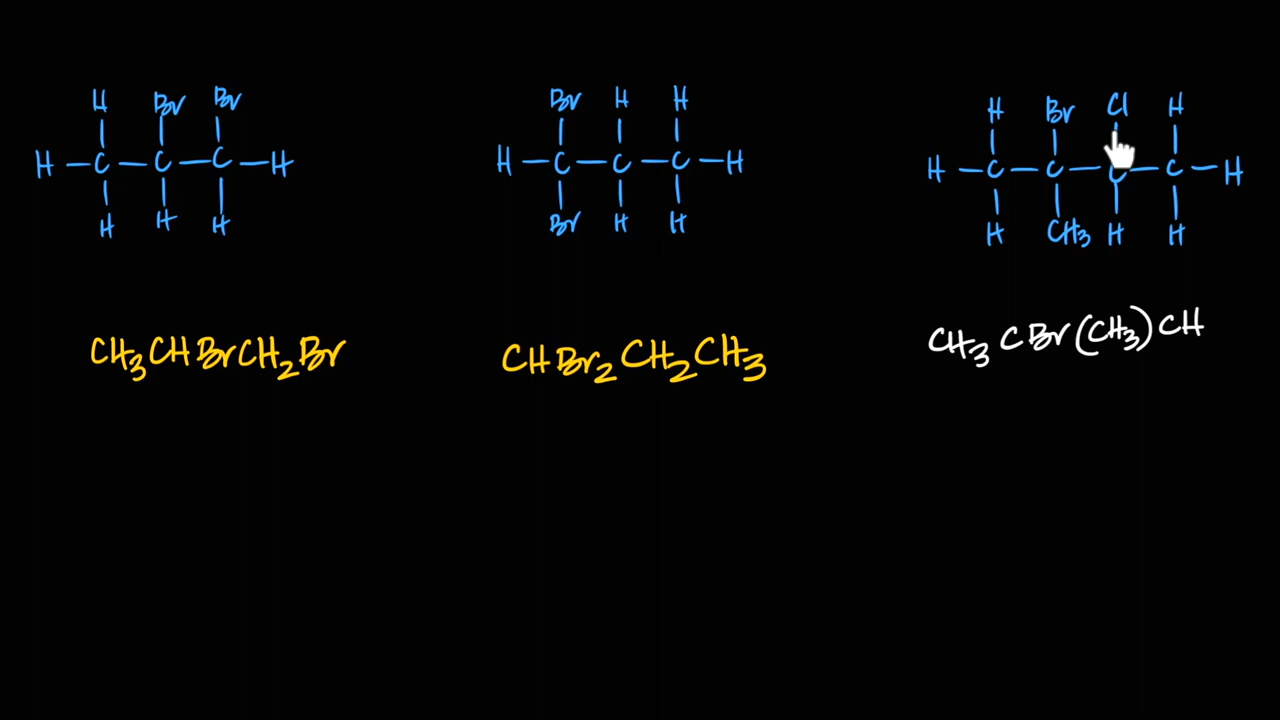 H Br Br
H – C – C – C – H
H H H
Br H H
H – C – C – C – H
Br H H
H Br Cl H
H – C – C – C – C – H
H CH₃ H H
CH₃CHBrCH₂Br
CHBr₂CH₂CH₃
CH₃CBr(CH₃)CH